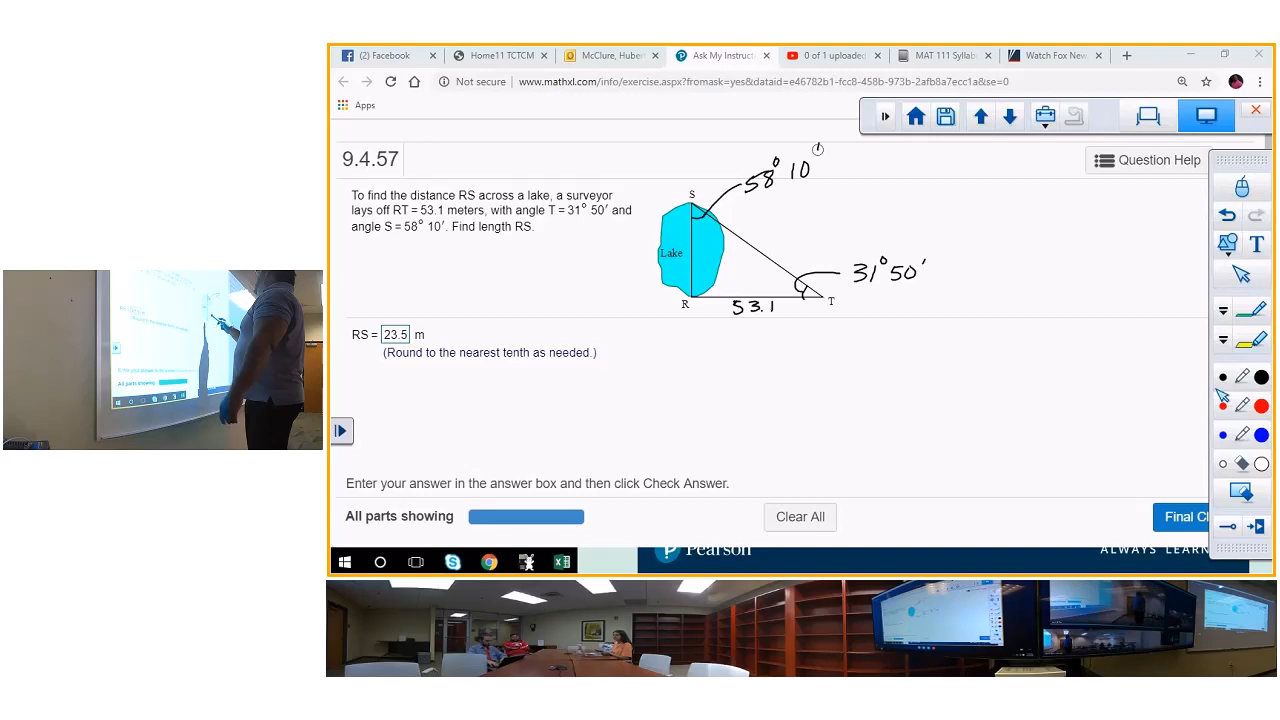 (2) Facebook
Home11 TCTCM
McClure, Huber
Ask My Instruct
0 of 1 uploaded
MAT 111 Syllab
Watch Fox New
Not secure
www.mathxl.com/info/exercise.aspx?fromask=yes&dataid=e46782b1-fcc8-458b-973b-2afb8a7ecc1a&se=0
Apps
9.4.57
Question Help
To find the distance RS across a lake, a surveyor
lays off RT = 53.1 meters, with angle T = 31° 50′ and
angle S = 58° 10′. Find length RS.
58° 10′
S
Lake
31° 50′
R
53.1
T
T
RS = 23.5 m
(Round to the nearest tenth as needed.)
Enter your answer in the answer box and then click Check Answer.
All parts showing
Clear All
Final C
Pearson
ALWAYS LEARN
All parts showing